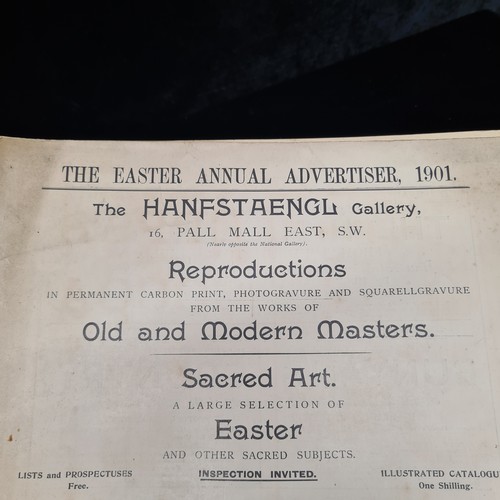 THE EASTER ANNUAL ADVERTISER, 1901.
The HANFSTAENGL Gallery,
16, PALL MALL EAST, S.W.
(Nearly opposite the National Gallery).
Reproductions
IN PERMANENT CARBON PRINT, PHOTOGRAVURE AND SQUARELLGRAVURE
FROM THE WORKS OF
Old and Modern Masters.
Sacred Art.
A LARGE SELECTION OF
Easter
AND OTHER SACRED SUBJECTS.
LISTS and PROSPECTUSES INSPECTION INVITED. ILLUSTRATED CATALOGU
Free. One Shilling.